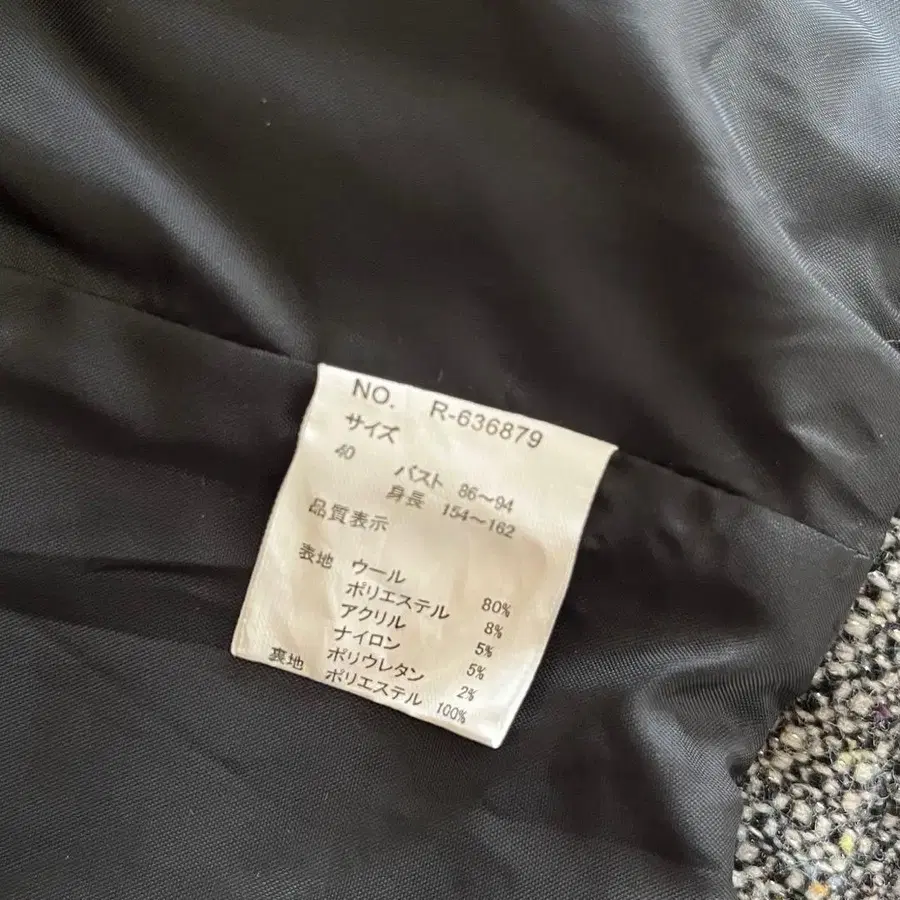 NO. R-636879
サイズ
40
バスト 86〜94
身長 154〜162
品質表示
表地 ウール 80%
ポリエステル 8%
アクリル 5%
ナイロン 5%
ポリウレタン 2%
裏地 ポリエステル 100%